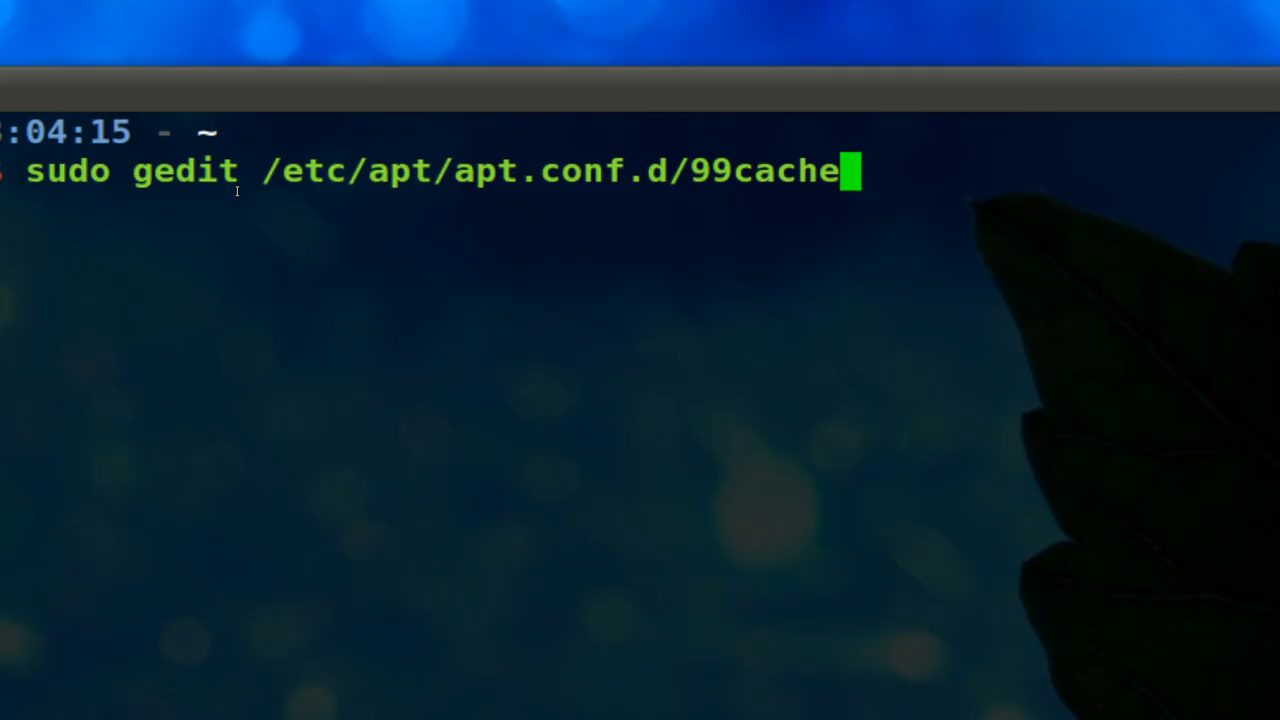 :04:15 - ~
sudo gedit /etc/apt/apt.conf.d/99cache